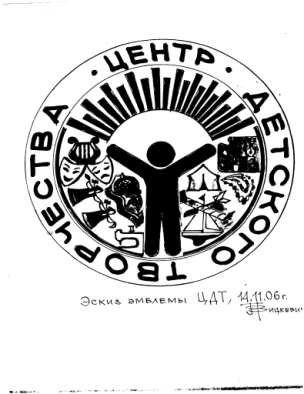 ЦЕНТР · ДЕТСКОГО ТВОРЧЕСТВА ·
Эскиз эмблемы ЦДТ, 14.11.06г.